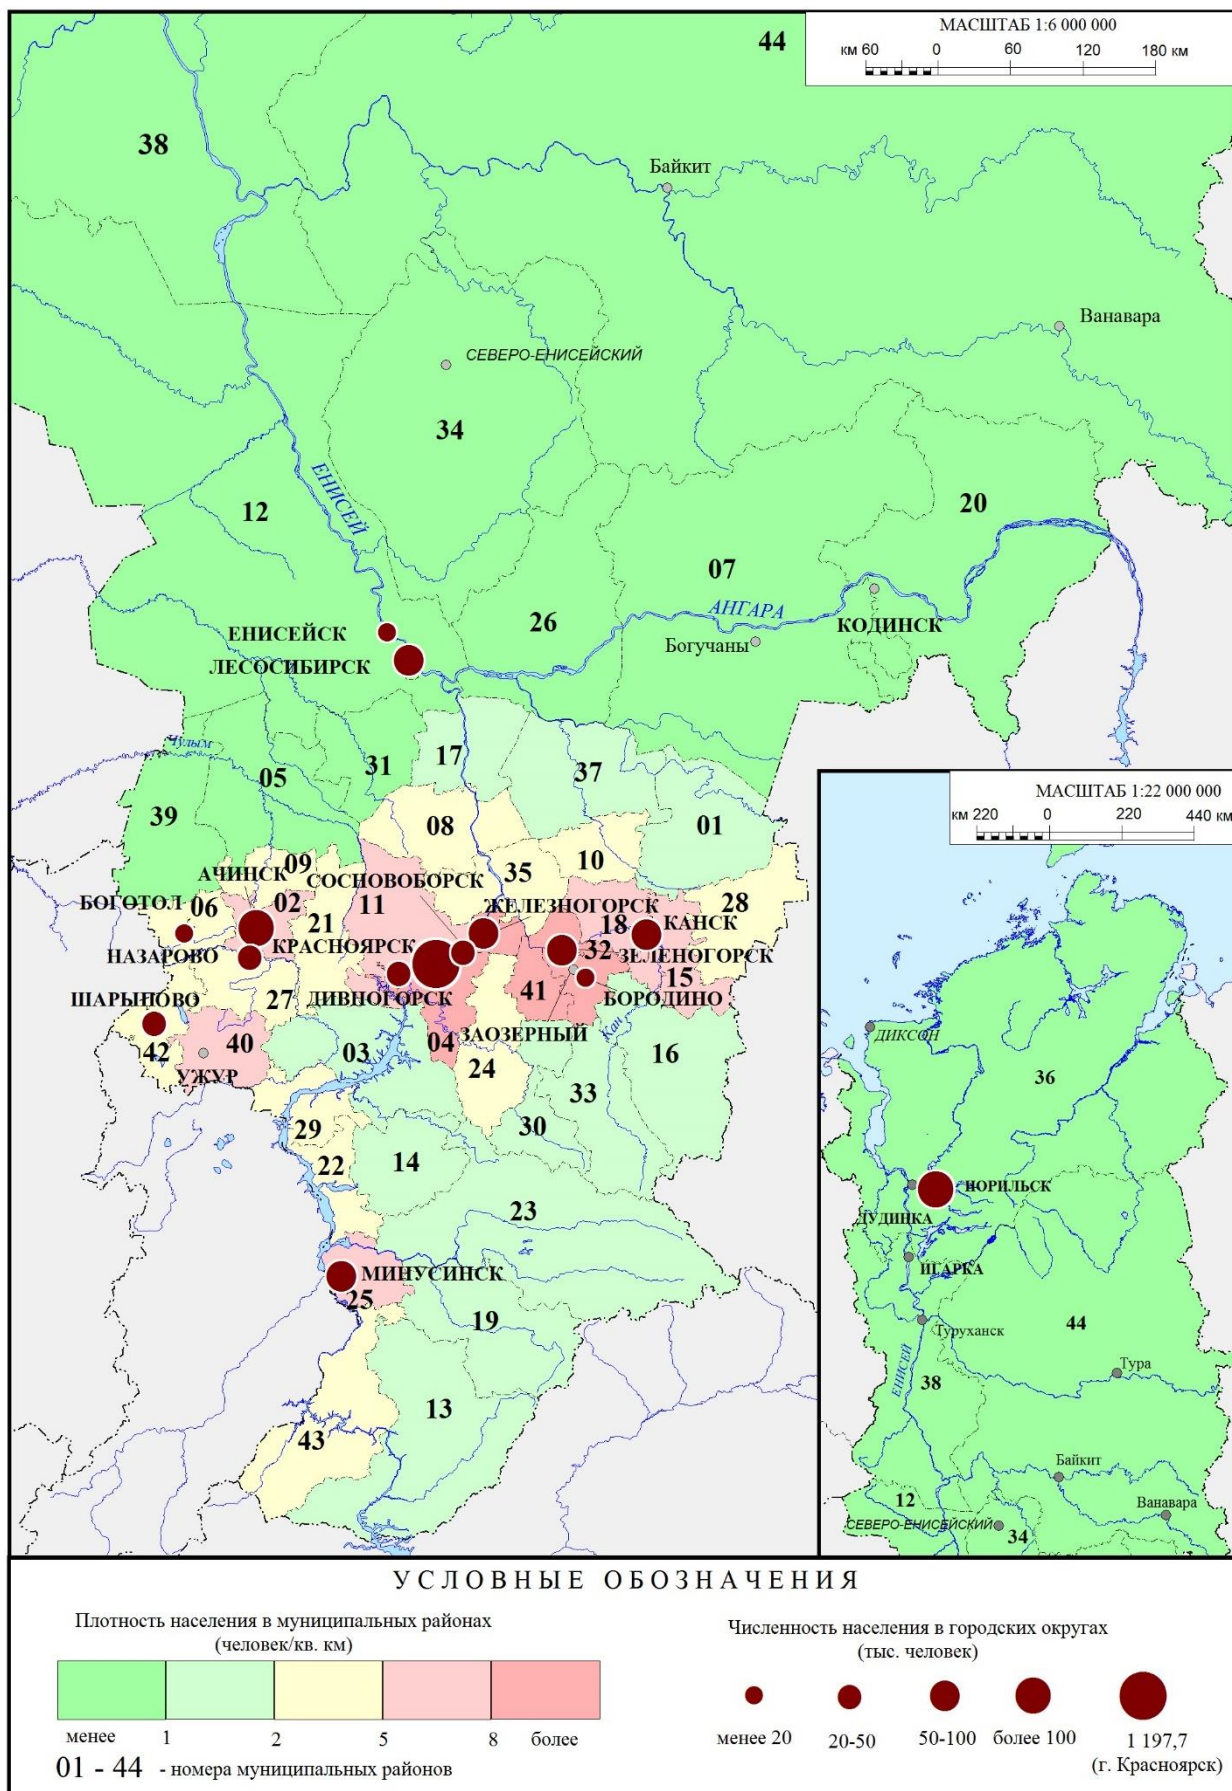 МАСШТАБ 1:6 000 000
км 60 0 60 120 180 км
44
38
Байкит
Ванавара
СЕВЕРО-ЕНИСЕЙСКИЙ
34
ЕНИСЕЙ
12
20
07
АНГАРА
26
КОДИНСК
ЕНИСЕЙСК
Богучаны
ЛЕСОСИБИРСК
Чулым
17
37
31
05
39
08
01
10
35
09
АЧИНСК
СОСНОВОБОРСК
02
28
БОГОТОЛ
06
11
ЖЕЛЕЗНОГОРСК
21
18
КАНСК
КРАСНОЯРСК
НАЗАРОВО
32
ЗЕЛЕНОГОРСК
15
ШАРЫПОВО
27
ДИВНОГОРСК
41
БОРОДИНО
ЗАОЗЕРНЫЙ
Кан
42
40
03
04
16
УЖУР
24
33
29
30
22
14
23
МИНУСИНСК
25
19
13
43
МАСШТАБ 1:22 000 000
км 220 0 220 440 км
ДИКСОН
36
НОРИЛЬСК
ДУДИНКА
ИГАРКА
44
Туруханск
Тура
ЕНИСЕЙ
38
Байкит
12
Ванавара
СЕВЕРО-ЕНИСЕЙСКИЙ
34
УСЛОВНЫЕ ОБОЗНАЧЕНИЯ
Плотность населения в муниципальных районах
(человек/кв. км)
менее 1 2 5 8 более
01 - 44 - номера муниципальных районов
Численность населения в городских округах
(тыс. человек)
менее 20 20-50 50-100 более 100 1 197,7
(г. Красноярск)